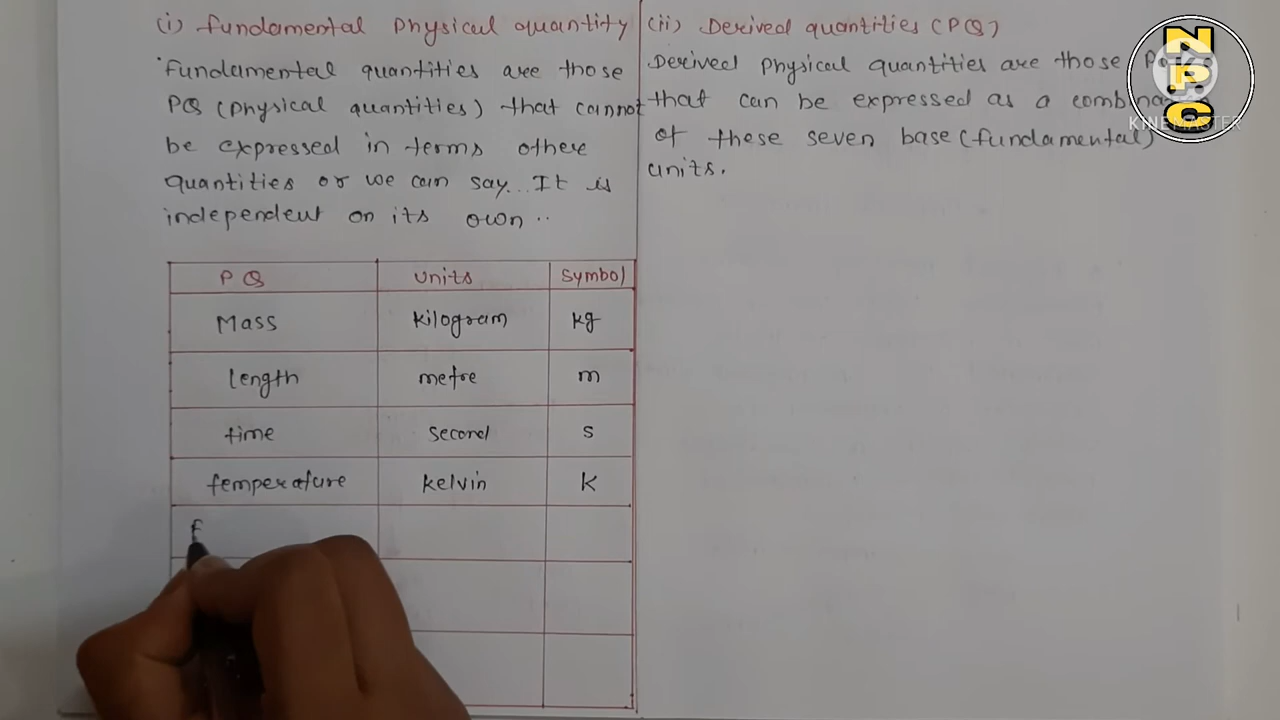 (i) Fundamental Physical quantity
Fundamental quantities are those
PQ (Physical quantities) that cannot
be expressed in terms othere
quantities or we can say... It is
independent on its own ..
PQ units symbol
Mass kilogram kg
length metre m
time second s
temperature kelvin K
E
(ii) Derived quantities (PQ)
Derived Physical quantities are those
that can be expressed as a
of these seven base (fundamental)
units.
NPC
KINEMASTER